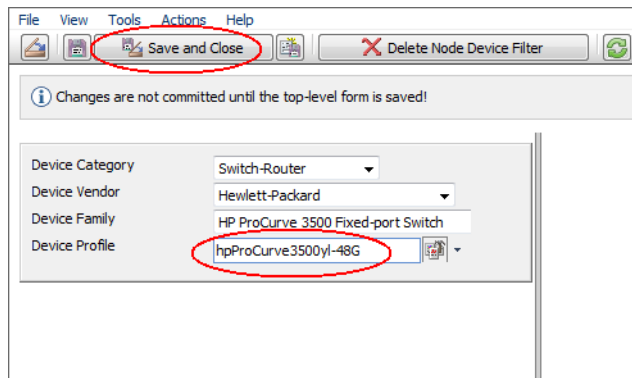 File View Tools Actions Help
Save and Close Delete Node Device Filter
Changes are not committed until the top-level form is saved!
Device Category Switch-Router
Device Vendor Hewlett-Packard
Device Family HP ProCurve 3500 Fixed-port Switch
Device Profile hpProCurve3500yl-48G